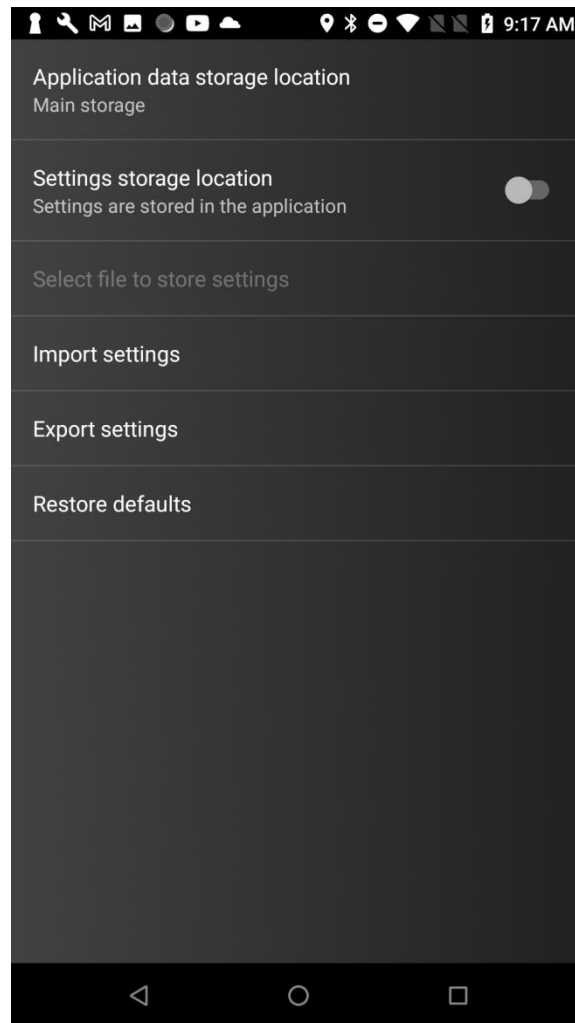 9:17 AM
Application data storage location
Main storage
Settings storage location
Settings are stored in the application
Select file to store settings
Import settings
Export settings
Restore defaults